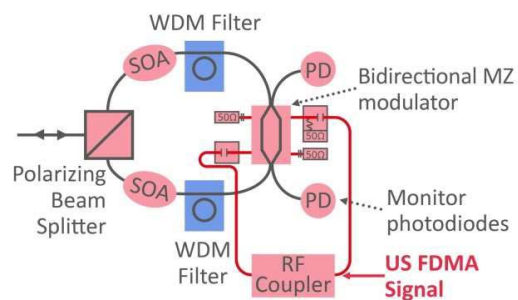 WDM Filter
SOA
PD
Bidirectional MZ
modulator
50Ω
50Ω
50Ω
Polarizing
Beam
Splitter
SOA
PD
Monitor
photodiodes
WDM
Filter
RF
Coupler
US FDMA
Signal